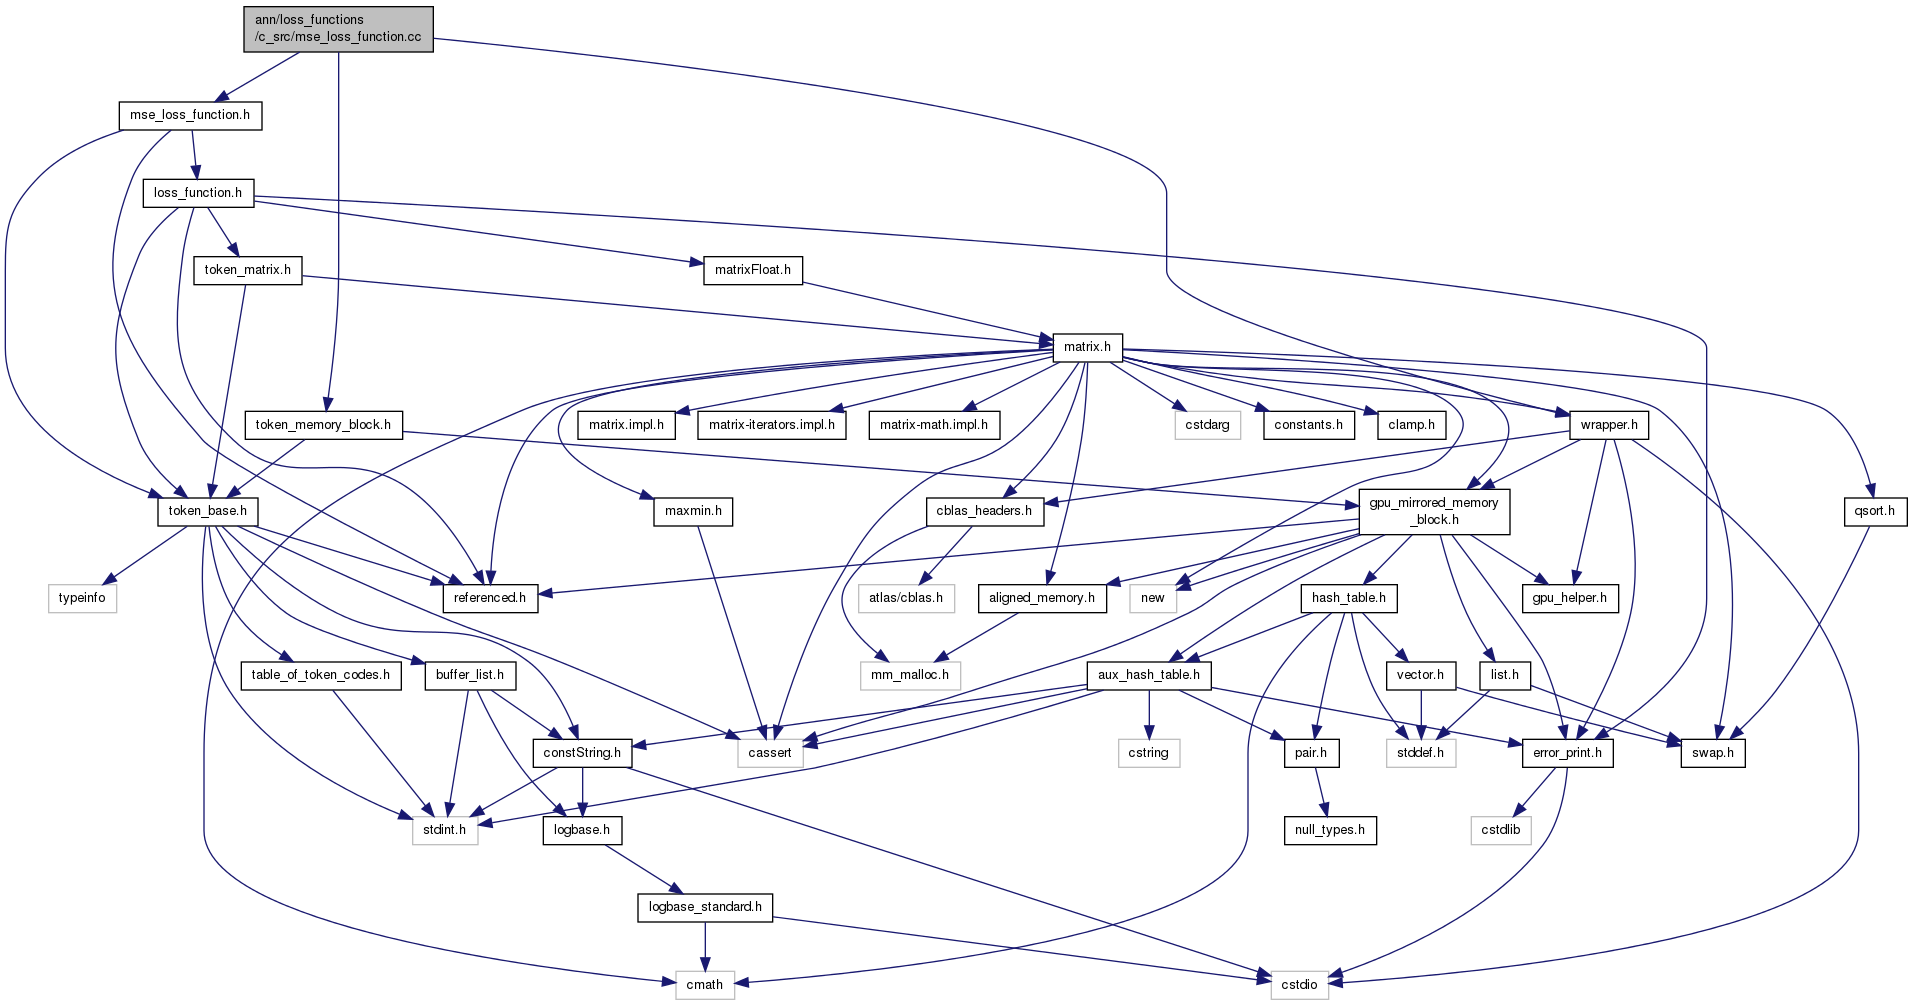 ann/loss_functions
/c_src/mse_loss_function.cc
mse_loss_function.h
loss_function.h
token_matrix.h
matrixFloat.h
matrix.h
token_memory_block.h
matrix.impl.h
matrix-iterators.impl.h
matrix-math.impl.h
cstdarg
constants.h
clamp.h
wrapper.h
token_base.h
maxmin.h
cblas_headers.h
gpu_mirrored_memory
_block.h
qsort.h
typeinfo
referenced.h
atlas/cblas.h
aligned_memory.h
new
hash_table.h
gpu_helper.h
table_of_token_codes.h
buffer_list.h
mm_malloc.h
aux_hash_table.h
vector.h
list.h
constString.h
cassert
cstring
pair.h
stddef.h
error_print.h
swap.h
stdint.h
logbase.h
null_types.h
cstdlib
logbase_standard.h
cmath
cstdio